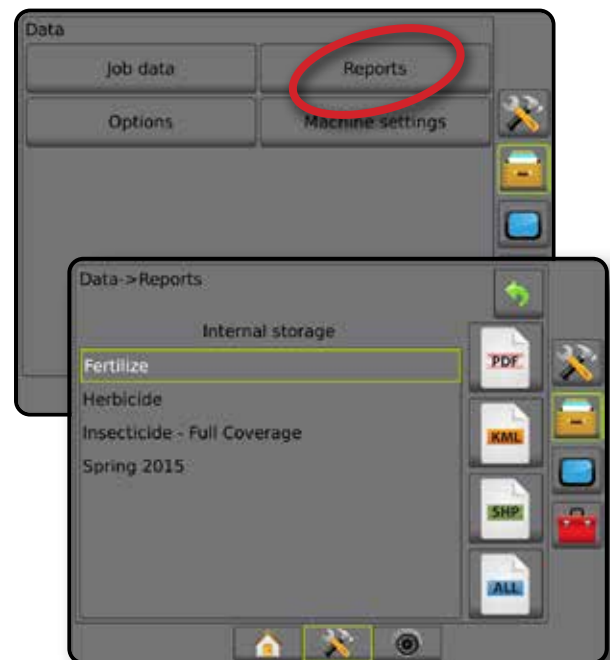 Data
Job data
Reports
Options
Machine settings
Data->Reports
Internal storage
Fertilize
Herbicide
Insecticide - Full Coverage
Spring 2015
PDF
KML
SHP
ALL